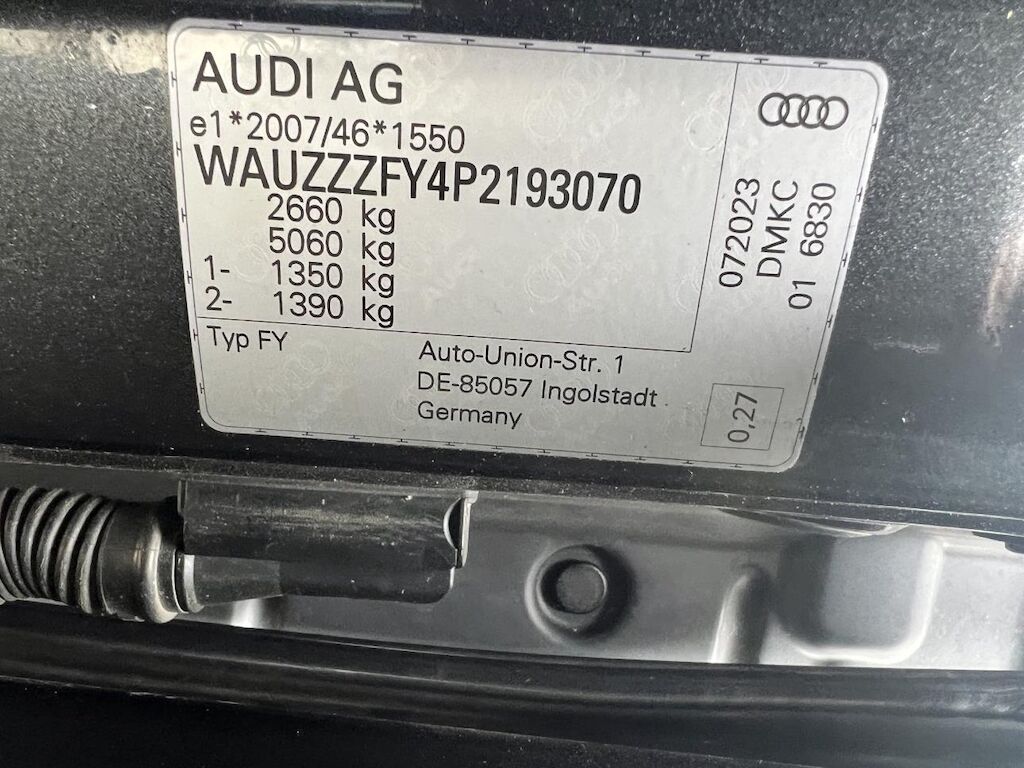 AUDI AG
e1*2007/46*1550
WAUZZZFY4P2193070
2660 kg
5060 kg
1- 1350 kg
2- 1390 kg
Typ FY
Auto-Union-Str. 1
DE-85057 Ingolstadt
Germany
072023
DMKC
01 6830
0,27